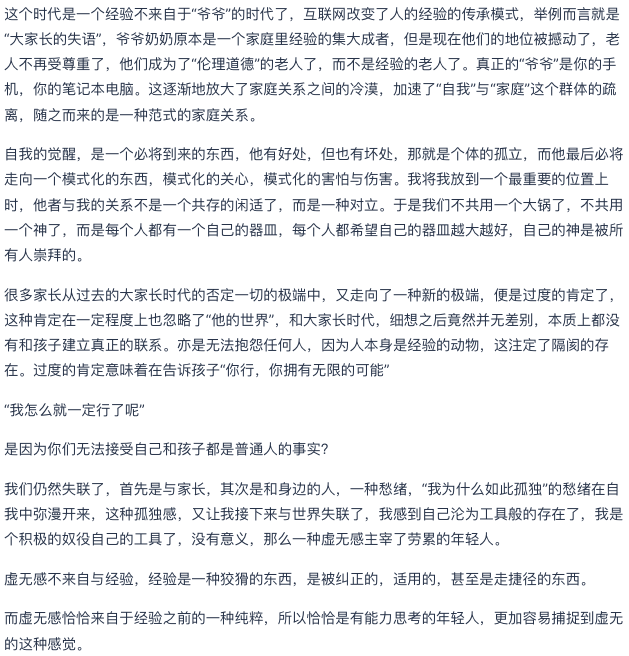 这个时代是一个经验不来自于“爷爷”的时代了，互联网改变了人的经验的传承模式，举例而言就是
“大家长的失语”，爷爷奶奶原本是一个家庭里经验的集大成者，但是现在他们的地位被撼动了，老
人不再受尊重了，他们成为了“伦理道德”的老人了，而不是经验的老人了。真正的“爷爷”是你的手
机，你的笔记本电脑。这逐渐地放大了家庭关系之间的冷漠，加速了“自我”与“家庭”这个群体的疏
离，随之而来的是一种范式的家庭关系。
自我的觉醒，是一个必将到来的东西，他有好处，但也有坏处，那就是个体的孤立，而他最后必将
走向一个模式化的东西，模式化的关心，模式化的害怕与伤害。我将我放到一个最重要的位置上
时，他者与我的关系不是一个共存的闲适了，而是一种对立。于是我们不共用一个大锅了，不共用
一个神了，而是每个人都有一个自己的器皿，每个人都希望自己的器皿越大越好，自己的神是被所
有人崇拜的。
很多家长从过去的大家长时代的否定一切的极端中，又走向了一种新的极端，便是过度的肯定了，
这种肯定在一定程度上也忽略了“他的世界”，和大家长时代，细想之后竟然并无差别，本质上都没
有和孩子建立真正的联系。亦是无法抱怨任何人，因为人本身是经验的动物，这注定了隔阂的存
在。过度的肯定意味着在告诉孩子“你行，你拥有无限的可能”
“我怎么就一定行了呢”
是因为你们无法接受自己和孩子都是普通人的事实?
我们仍然失联了，首先是与家长，其次是和身边的人，一种愁绪，“我为什么如此孤独”的愁绪在自
我中弥漫开来，这种孤独感，又让我接下来与世界失联了，我感到自己沦为工具般的存在了，我是
个积极的奴役自己的工具了，没有意义，那么一种虚无感主宰了劳累的年轻人。
虚无感不来自与经验，经验是一种狡猾的东西，是被纠正的，适用的，甚至是走捷径的东西。
而虚无感恰恰来自于经验之前的一种纯粹，所以恰恰是有能力思考的年轻人，更加容易捕捉到虚无
的这种感觉。